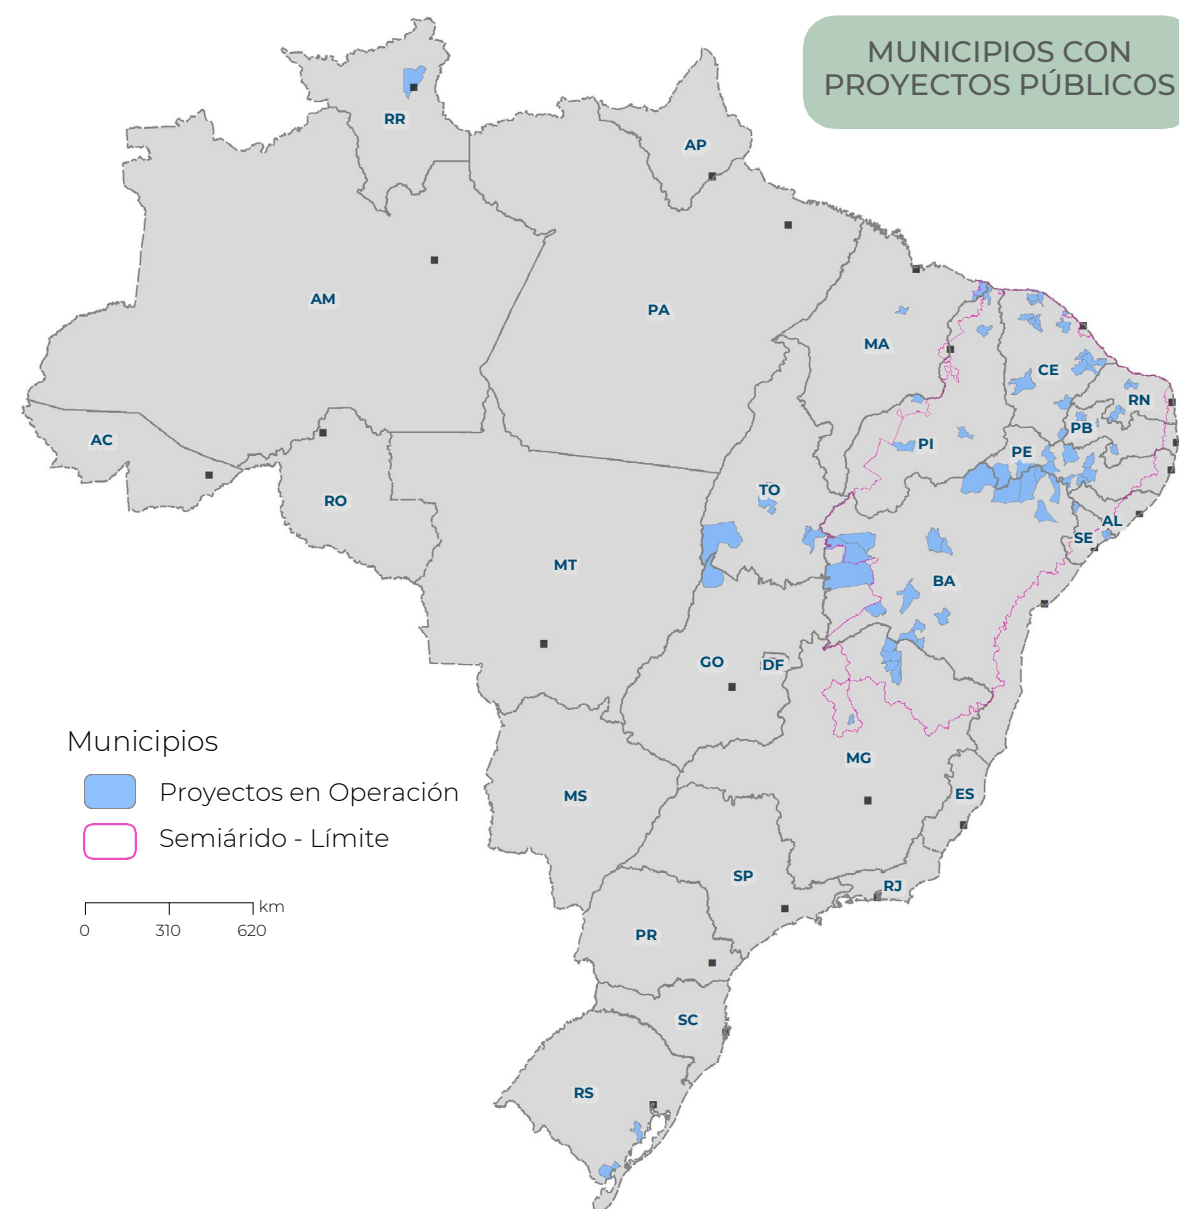 MUNICIPIOS CON
PROYECTOS PÚBLICOS
RR
AP
AM
PA
MA
CE
RN
PB
PI
PE
AC
RO
TO
AL
SE
MT
BA
GO
DF
MG
ES
MS
SP
RJ
PR
SC
RS
Municipios
Proyectos en Operación
Semiárido - Límite
km
0 310 620